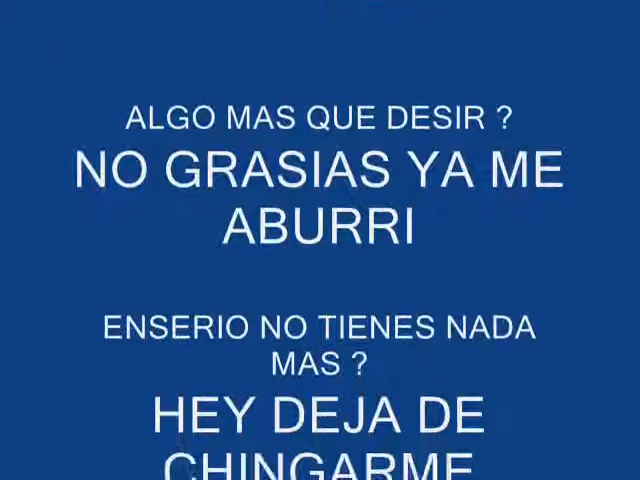 ALGO MAS QUE DESIR ?
NO GRASIAS YA ME
ABURRI
ENSERIO NO TIENES NADA
MAS ?
HEY DEJA DE
CHINGARME